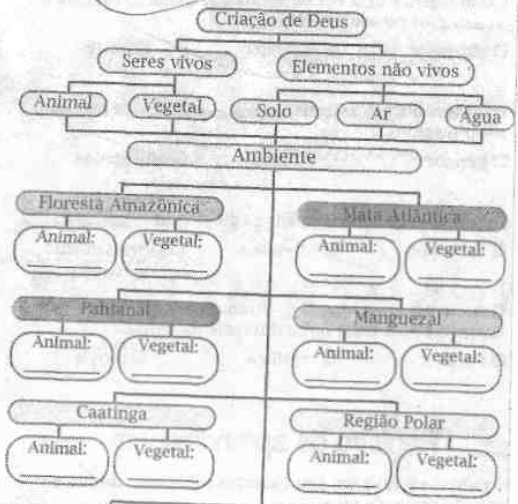 Criação de Deus
Seres vivos
Elementos não vivos
Animal
Vegetal
Solo
Ar
Água
Ambiente
Floresta Amazônica
Mata Atlântica
Animal:
Vegetal:
Animal:
Vegetal:
Pantanal
Manguezal
Animal:
Vegetal:
Animal:
Vegetal:
Caatinga
Região Polar
Animal:
Vegetal:
Animal:
Vegetal: